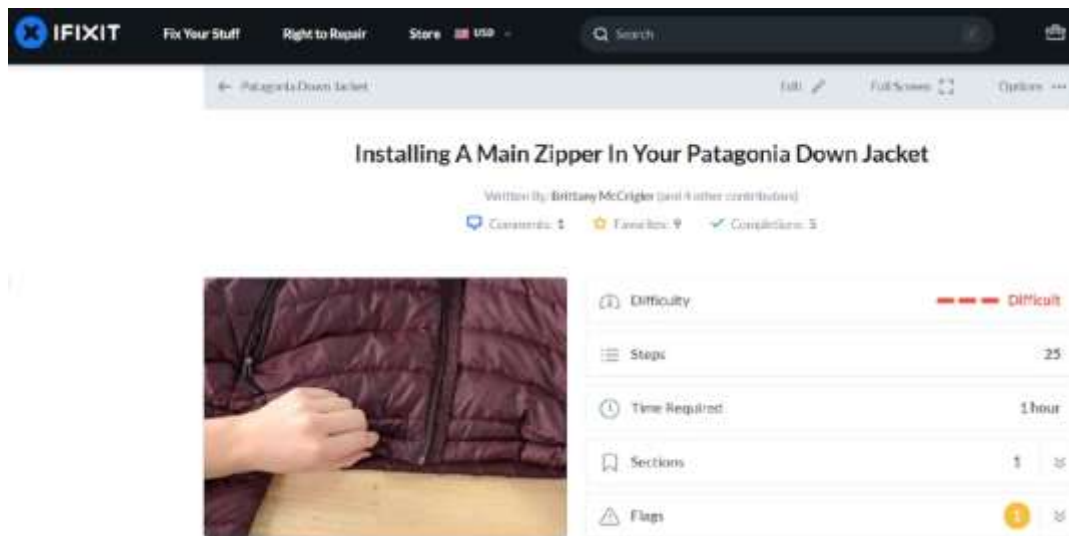 IFIXIT Fix Your Stuff Right to Repair Store USD Search
Patagonia Down Jacket Edit Full Screen Options
Installing A Main Zipper In Your Patagonia Down Jacket
Written By: Brittany McCrigler (and 4 other contributors)
Comments: 1 Favorites: 9 Completions: 5
Difficulty Difficult
Steps 25
Time Required 1 hour
Sections 1
Flags 1